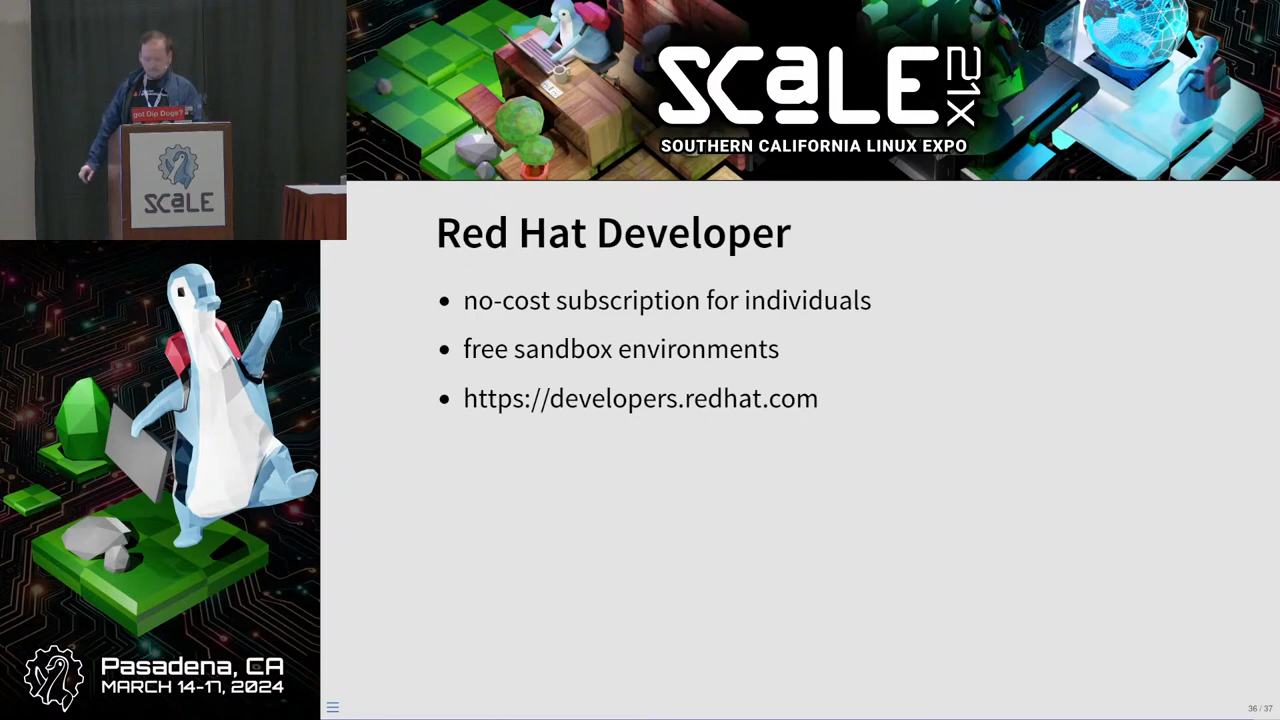 got Dip Dogs?
SCaLE
SCaLE 21X
SOUTHERN CALIFORNIA LINUX EXPO
Red Hat Developer
• no-cost subscription for individuals
• free sandbox environments
• https://developers.redhat.com
Pasadena, CA
MARCH 14-17, 2024
36 / 37